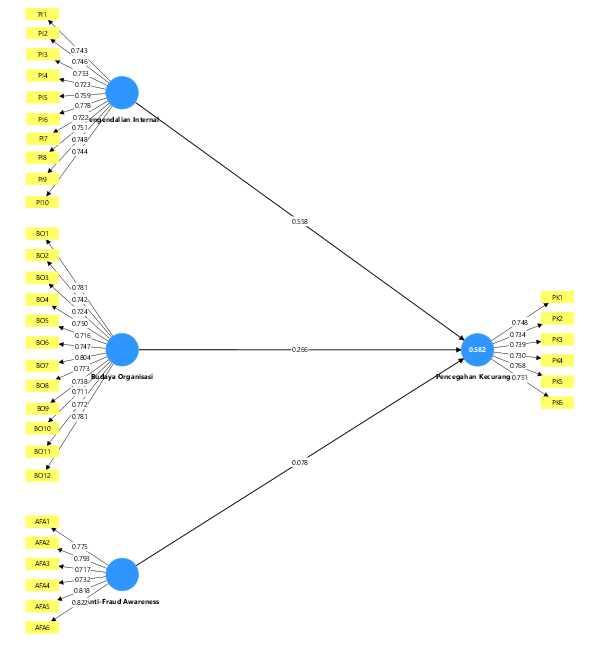 PI1
PI2
PI3
PI4
PI5
PI6
PI7
PI8
PI9
PI10
0.743
0.746
0.753
0.723
0.759
0.778
0.722
0.751
0.748
0.744
engendalian Internal
0.558
BO1
BO2
BO3
BO4
BO5
BO6
BO7
BO8
BO9
BO10
BO11
BO12
0.781
0.742
0.724
0.750
0.716
0.747
0.804
0.773
0.738
0.711
0.772
0.781
Budaya Organisasi
0.266
0.582
Pencegahan Kecurang
0.748
0.734
0.739
0.730
0.768
0.751
PK1
PK2
PK3
PK4
PK5
PK6
0.078
AFA1
AFA2
AFA3
AFA4
AFA5
AFA6
0.775
0.793
0.717
0.732
0.818
0.822
nti-Fraud Awareness